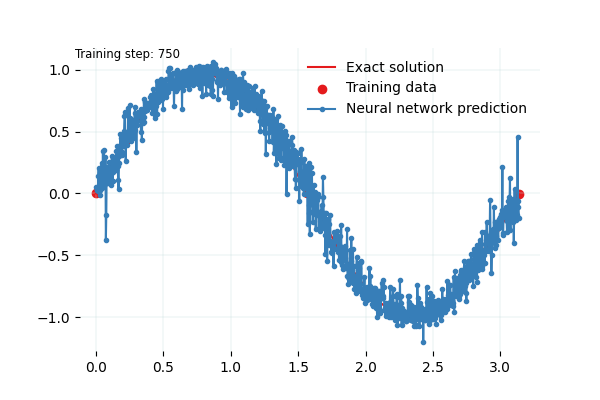 Training step: 750
Exact solution
Training data
Neural network prediction
1.0
0.5
0.0
−0.5
−1.0
0.0 0.5 1.0 1.5 2.0 2.5 3.0